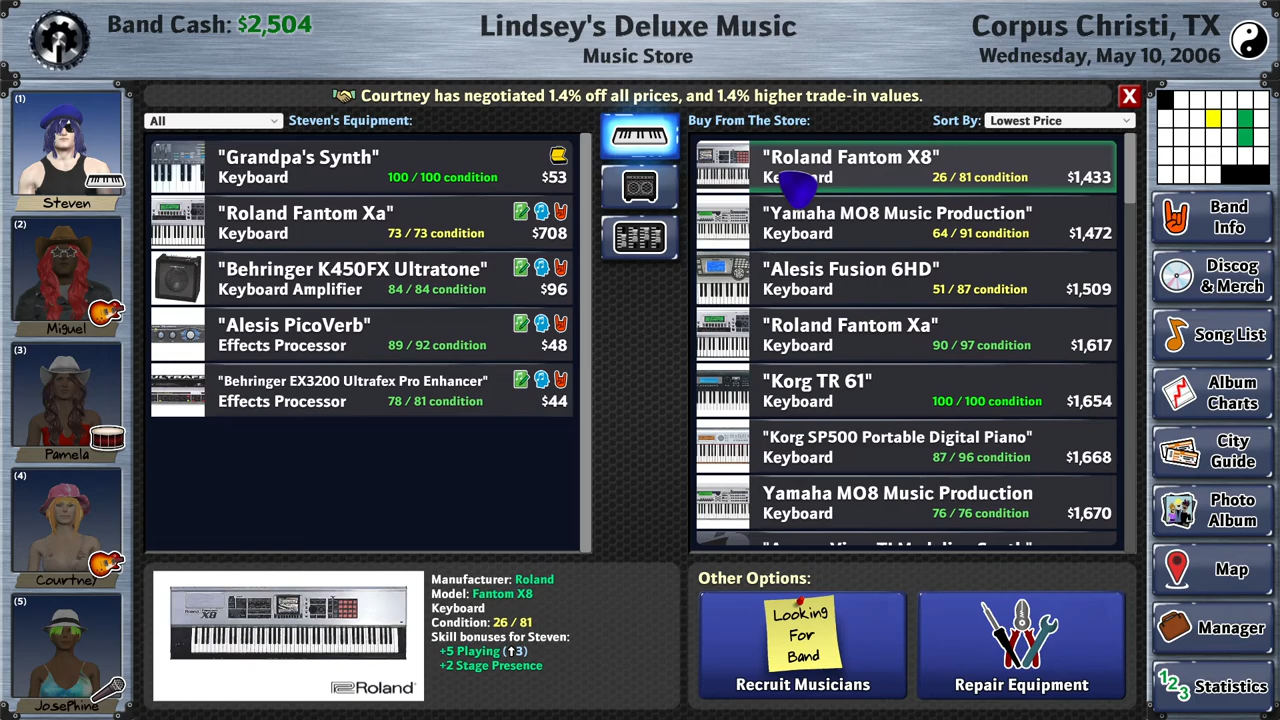 Band Cash: $2,504
Lindsey's Deluxe Music
Music Store
Corpus Christi, TX
Wednesday, May 10, 2006
Courtney has negotiated 1.4% off all prices, and 1.4% higher trade-in values.
X
All
Steven's Equipment:
Buy From The Store:
Sort By: Lowest Price
(1)
Steven
(2)
Miguel
(3)
Pamela
(4)
Courtney
(5)
Josephine
"Grandpa's Synth"
Keyboard 100 / 100 condition $53
"Roland Fantom Xa"
Keyboard 73 / 73 condition $708
"Behringer K450FX Ultratone"
Keyboard Amplifier 84 / 84 condition $96
"Alesis PicoVerb"
Effects Processor 89 / 92 condition $48
"Behringer EX3200 Ultrafex Pro Enhancer"
Effects Processor 78 / 81 condition $44
"Roland Fantom X8"
Keyboard 26 / 81 condition $1,433
"Yamaha MO8 Music Production"
Keyboard 64 / 91 condition $1,472
"Alesis Fusion 6HD"
Keyboard 51 / 87 condition $1,509
"Roland Fantom Xa"
Keyboard 90 / 97 condition $1,617
"Korg TR 61"
Keyboard 100 / 100 condition $1,654
"Korg SP500 Portable Digital Piano"
Keyboard 87 / 96 condition $1,668
Yamaha MO8 Music Production
Keyboard 76 / 76 condition $1,670
Roland
Manufacturer: Roland
Model: Fantom X8
Keyboard
Condition: 26 / 81
Skill bonuses for Steven:
+5 Playing (↑3)
+2 Stage Presence
Other Options:
Looking
For
Band
Recruit Musicians
Repair Equipment
Band
Info
Discog
& Merch
Song List
Album
Charts
City
Guide
Photo
Album
Map
Manager
123
Statistics